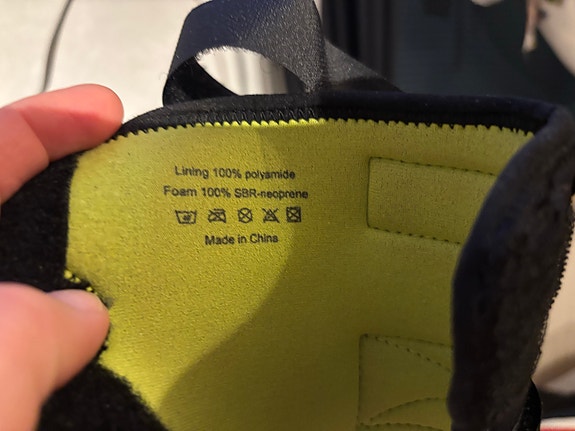 Lining 100% polyamide
Foam 100% SBR-neoprene
Made in China